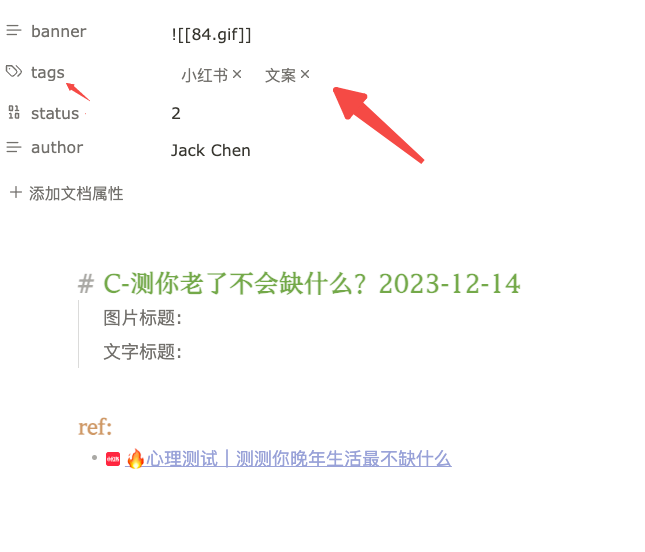 banner ![[84.gif]]
tags 小红书 × 文案 ×
status 2
author Jack Chen
+ 添加文档属性
# C-测你老了不会缺什么？2023-12-14
图片标题:
文字标题:
ref:
🔥心理测试｜测测你晚年生活最不缺什么